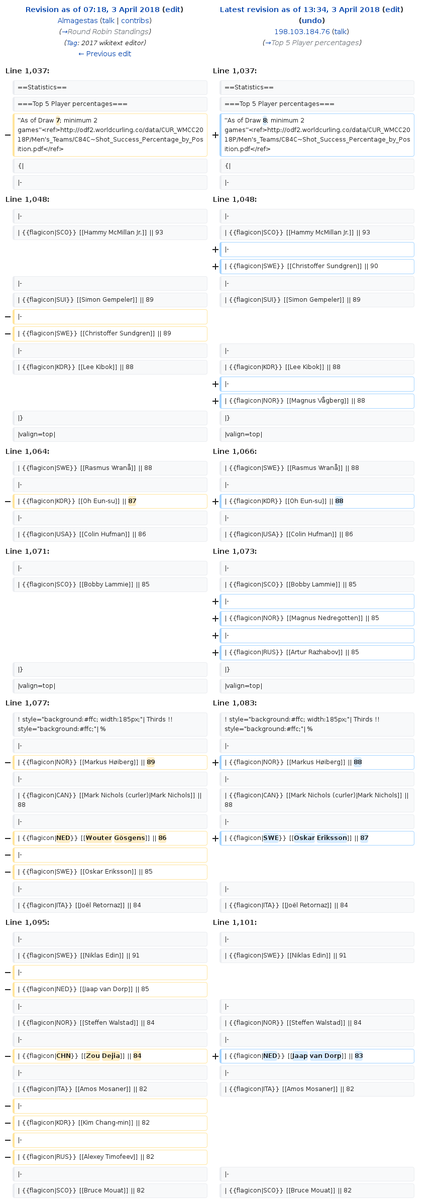 Revision as of 07:18, 3 April 2018 (edit)
Almagestas (talk | contribs)
(→Round Robin Standings)
(Tag: 2017 wikitext editor)
← Previous edit
Latest revision as of 13:34, 3 April 2018 (edit)
(undo)
198.103.184.76 (talk)
(→Top 5 Player percentages)
Line 1,037:
Line 1,037:
==Statistics==
==Statistics==
===Top 5 Player percentages===
===Top 5 Player percentages===
− "As of Draw 7; minimum 2
games"<ref>http://odf2.worldcurling.co/data/CUR_WMCC20
18P/Men's_Teams/C84C~Shot_Success_Percentage_by_Pos
ition.pdf</ref>
+ "As of Draw 8; minimum 2
games"<ref>http://odf2.worldcurling.co/data/CUR_WMCC20
18P/Men's_Teams/C84C~Shot_Success_Percentage_by_Pos
ition.pdf</ref>
{|
{|
|-
|-
Line 1,048:
Line 1,048:
|-
|-
| {{flagicon|SCO}} [[Hammy McMillan Jr.]] || 93
| {{flagicon|SCO}} [[Hammy McMillan Jr.]] || 93
+ |-
+ | {{flagicon|SWE}} [[Christoffer Sundgren]] || 90
|-
|-
| {{flagicon|SUI}} [[Simon Gempeler]] || 89
| {{flagicon|SUI}} [[Simon Gempeler]] || 89
− |-
− | {{flagicon|SWE}} [[Christoffer Sundgren]] || 89
|-
|-
| {{flagicon|KOR}} [[Lee Kibok]] || 88
| {{flagicon|KOR}} [[Lee Kibok]] || 88
+ |-
+ | {{flagicon|NOR}} [[Magnus Vågberg]] || 88
|}
|}
|valign=top|
|valign=top|
Line 1,064:
Line 1,066:
| {{flagicon|SWE}} [[Rasmus Wranå]] || 88
| {{flagicon|SWE}} [[Rasmus Wranå]] || 88
|-
|-
− | {{flagicon|KOR}} [[Oh Eun-su]] || 87
+ | {{flagicon|KOR}} [[Oh Eun-su]] || 88
|-
|-
| {{flagicon|USA}} [[Colin Hufman]] || 86
| {{flagicon|USA}} [[Colin Hufman]] || 86
Line 1,071:
Line 1,073:
|-
|-
| {{flagicon|SCO}} [[Bobby Lammie]] || 85
| {{flagicon|SCO}} [[Bobby Lammie]] || 85
+ |-
+ | {{flagicon|NOR}} [[Magnus Nedregotten]] || 85
+ |-
+ | {{flagicon|RUS}} [[Artur Razhabov]] || 85
|}
|}
|valign=top|
|valign=top|
Line 1,077:
Line 1,083:
! style="background:#ffc; width:185px;"| Thirds !!
style="background:#ffc;"| %
! style="background:#ffc; width:185px;"| Thirds !!
style="background:#ffc;"| %
|-
|-
− | {{flagicon|NOR}} [[Markus Høiberg]] || 89
+ | {{flagicon|NOR}} [[Markus Høiberg]] || 88
|-
|-
| {{flagicon|CAN}} [[Mark Nichols (curler)|Mark Nichols]] ||
88
| {{flagicon|CAN}} [[Mark Nichols (curler)|Mark Nichols]] ||
88
|-
|-
− | {{flagicon|NED}} [[Wouter Gösgens]] || 86
+ | {{flagicon|SWE}} [[Oskar Eriksson]] || 87
− |-
− | {{flagicon|SWE}} [[Oskar Eriksson]] || 85
|-
|-
| {{flagicon|ITA}} [[Joël Retornaz]] || 84
| {{flagicon|ITA}} [[Joël Retornaz]] || 84
Line 1,095:
Line 1,101:
|-
|-
| {{flagicon|SWE}} [[Niklas Edin]] || 91
| {{flagicon|SWE}} [[Niklas Edin]] || 91
− |-
− | {{flagicon|NED}} [[Jaap van Dorp]] || 85
|-
|-
| {{flagicon|NOR}} [[Steffen Walstad]] || 84
| {{flagicon|NOR}} [[Steffen Walstad]] || 84
|-
|-
− | {{flagicon|CHN}} [[Zou Dejia]] || 84
+ | {{flagicon|NED}} [[Jaap van Dorp]] || 83
|-
|-
| {{flagicon|ITA}} [[Amos Mosaner]] || 82
| {{flagicon|ITA}} [[Amos Mosaner]] || 82
− |-
− | {{flagicon|KOR}} [[Kim Chang-min]] || 82
− |-
− | {{flagicon|RUS}} [[Alexey Timofeev]] || 82
|-
|-
| {{flagicon|SCO}} [[Bruce Mouat]] || 82
| {{flagicon|SCO}} [[Bruce Mouat]] || 82